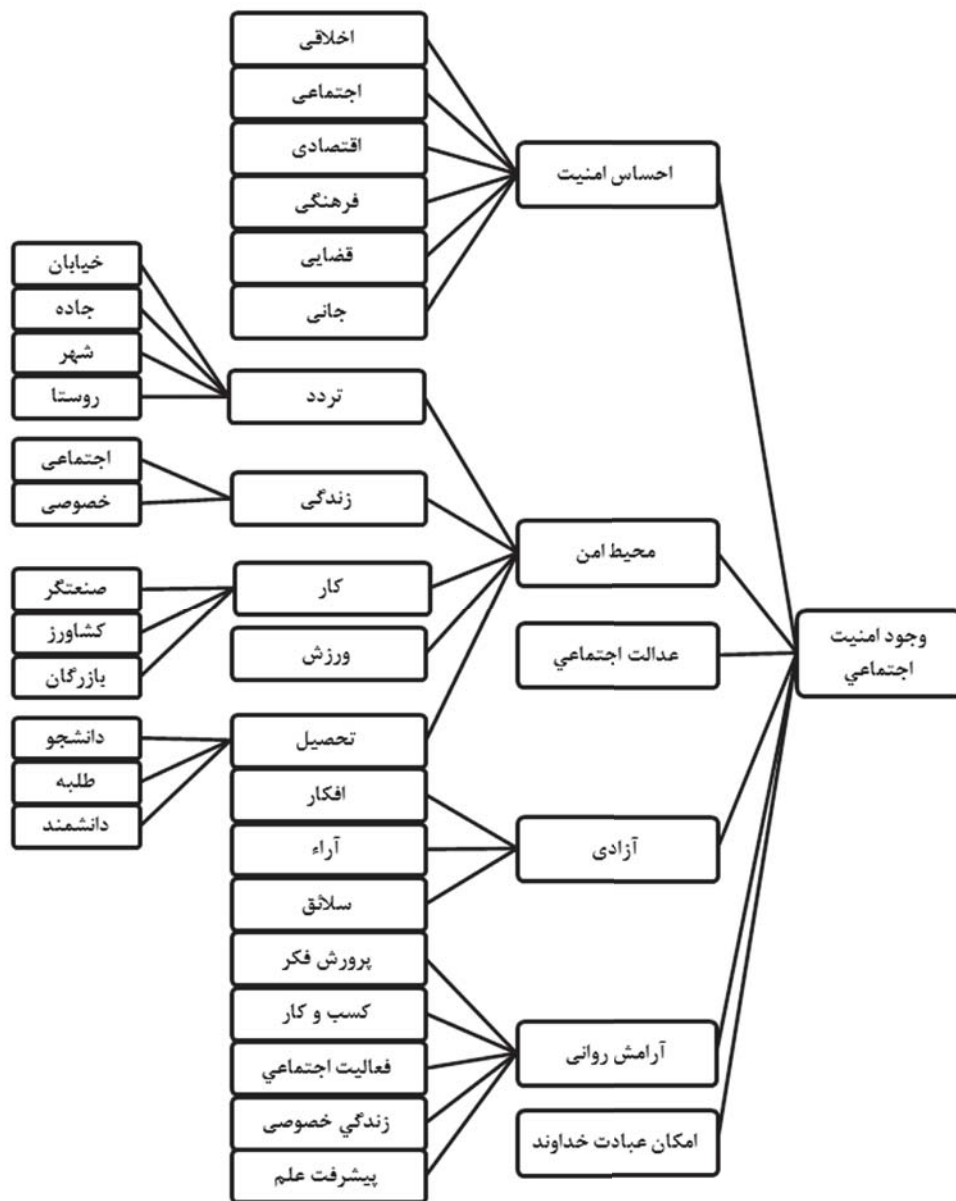 وجود امنیت
اجتماعي
احساس امنیت
اخلاقی
اجتماعی
اقتصادی
فرهنگی
قضایی
جانی
محیط امن
تردد
خیابان
جاده
شهر
روستا
زندگی
اجتماعی
خصوصی
کار
صنعتگر
کشاورز
بازرگان
ورزش
تحصیل
دانشجو
طلبه
دانشمند
عدالت اجتماعي
آزادی
افکار
آراء
سلائق
آرامش روانی
پرورش فکر
کسب و کار
فعالیت اجتماعي
زندگي خصوصی
پیشرفت علم
امکان عبادت خداوند